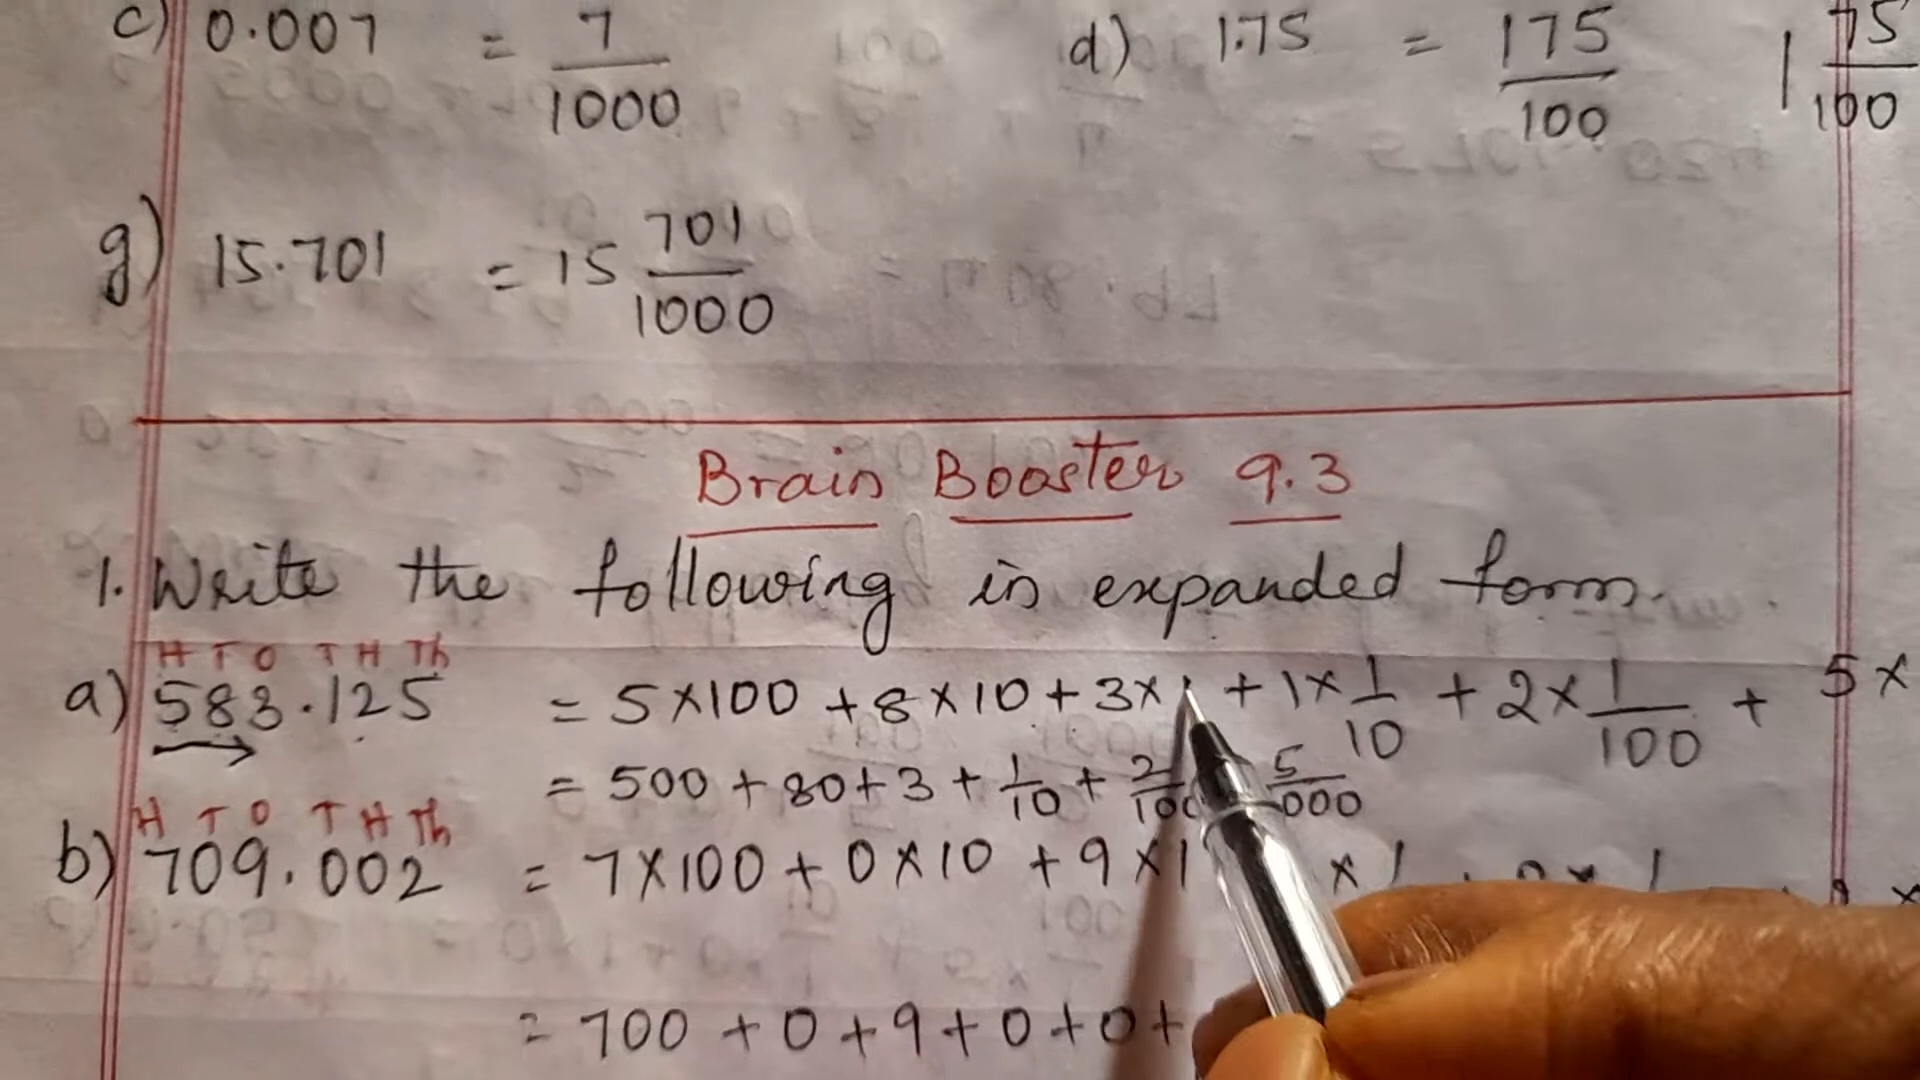 c) 0.007 = 7/1000 d) 1.75 = 175/100 1 75/100
g) 15.701 = 15 701/1000
Brain Booster 9.3
1. Write the following in expanded form.
H T O T H Th
a) 583.125 = 5×100 + 8×10 + 3×1 + 1×1/10 + 2×1/100 + 5×
= 500 + 80 + 3 + 1/10 + 2/100 5/000
H T O T H Th
b) 709.002 = 7×100 + 0×10 + 9×1
= 700 + 0 + 9 + 0 + 0 +